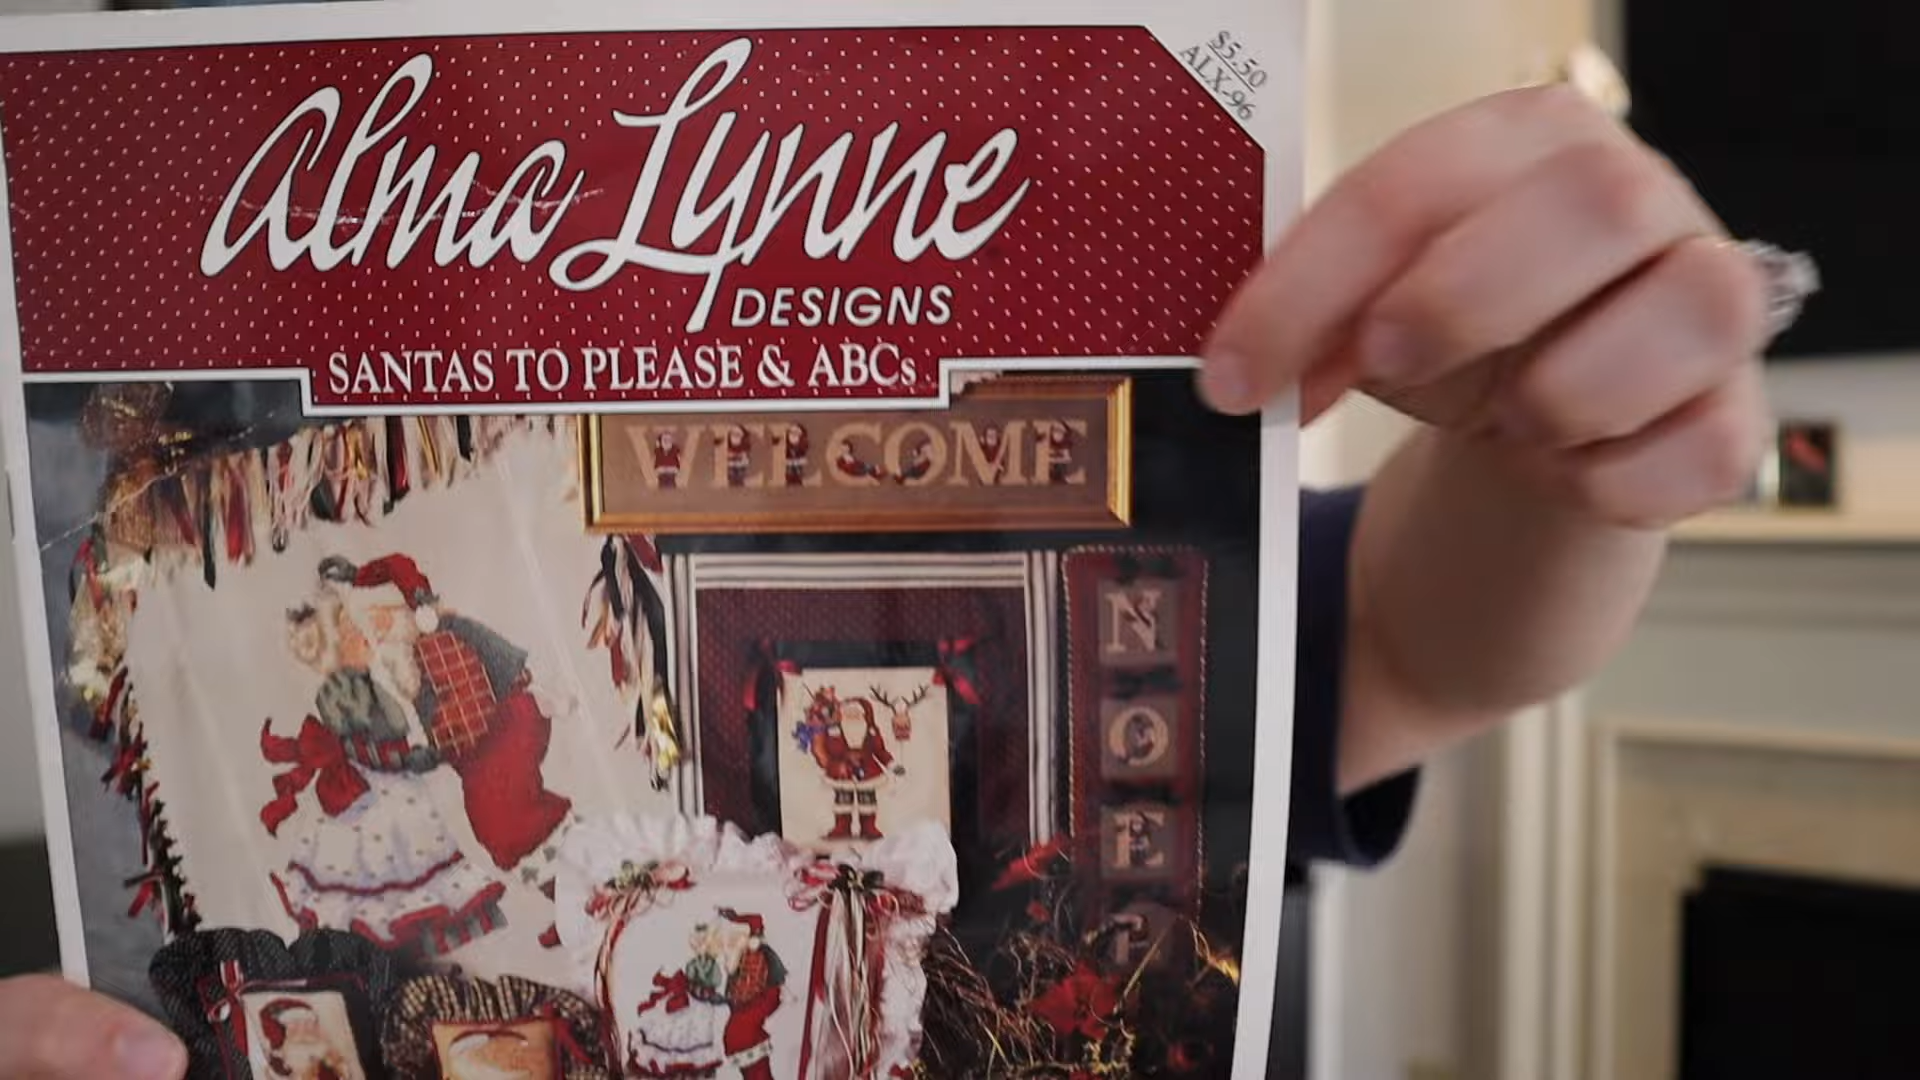 $5.50
ALX-96
Alma Lynne
DESIGNS
SANTAS TO PLEASE & ABCs
WELCOME
N
O
E
L